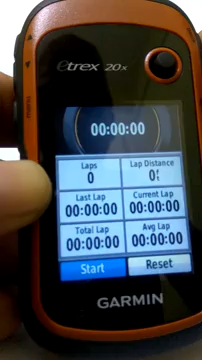 etrex 20x
menu
00:00:00
Laps
0
Lap Distance
0
Last Lap
00:00:00
Current Lap
00:00:00
Total Lap
00:00:00
Avg Lap
00:00:00
Start
Reset
GARMIN